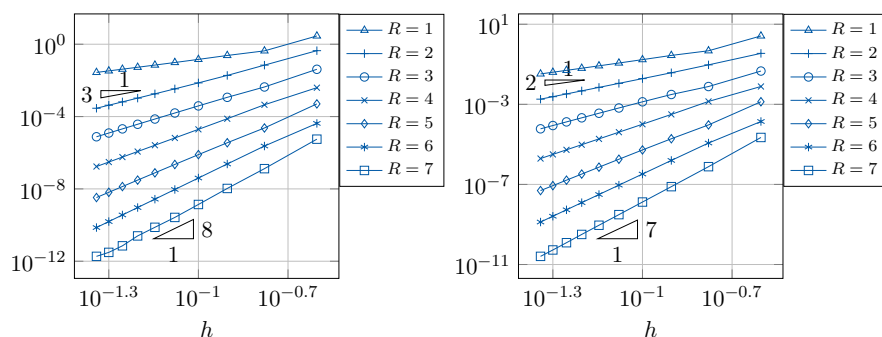 10^0
10^-4
10^-8
10^-12
10^-1.3
10^-1
10^-0.7
h
3
1
8
1
R = 1
R = 2
R = 3
R = 4
R = 5
R = 6
R = 7
10^1
10^-3
10^-7
10^-11
10^-1.3
10^-1
10^-0.7
h
2
1
7
1
R = 1
R = 2
R = 3
R = 4
R = 5
R = 6
R = 7